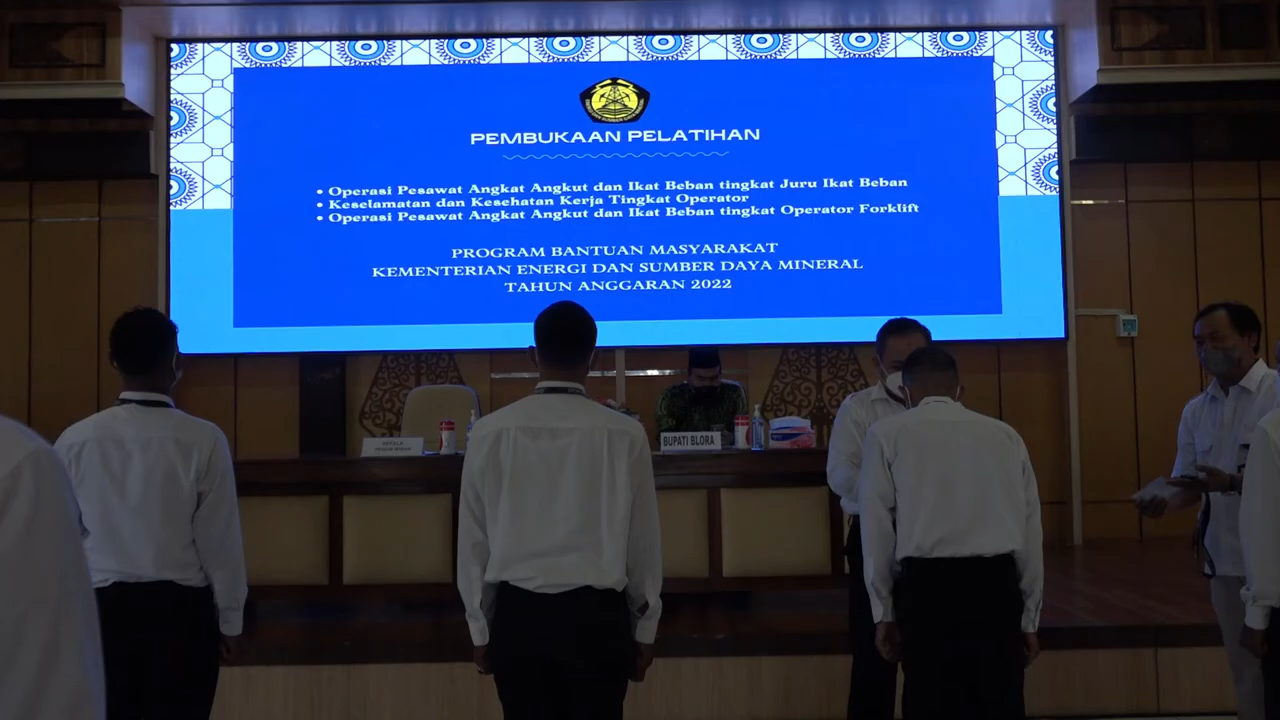 PEMBUKAAN PELATIHAN
• Operasi Pesawat Angkat Angkut dan Ikat Beban tingkat Juru Ikat Beban
• Keselamatan dan Kesehatan Kerja Tingkat Operator
• Operasi Pesawat Angkat Angkut dan Ikat Beban tingkat Operator Forklift
PROGRAM BANTUAN MASYARAKAT
KEMENTERIAN ENERGI DAN SUMBER DAYA MINERAL
TAHUN ANGGARAN 2022
KEPALA
BUPATI BLORA